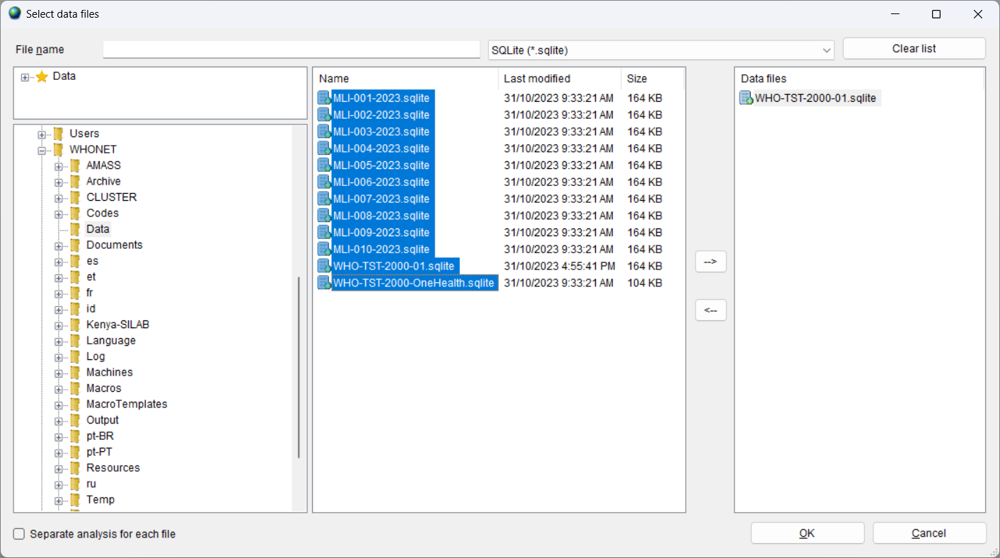 Select data files
File name
SQLite (*.sqlite)
Clear list
Data
Users
WHONET
AMASS
Archive
CLUSTER
Codes
Data
Documents
es
et
fr
id
Kenya-SILAB
Language
Log
Machines
Macros
MacroTemplates
Output
pt-BR
pt-PT
Resources
ru
Temp
Name Last modified Size
MLI-001-2023.sqlite 31/10/2023 9:33:21 AM 164 KB
MLI-002-2023.sqlite 31/10/2023 9:33:21 AM 164 KB
MLI-003-2023.sqlite 31/10/2023 9:33:21 AM 164 KB
MLI-004-2023.sqlite 31/10/2023 9:33:21 AM 164 KB
MLI-005-2023.sqlite 31/10/2023 9:33:21 AM 164 KB
MLI-006-2023.sqlite 31/10/2023 9:33:21 AM 164 KB
MLI-007-2023.sqlite 31/10/2023 9:33:21 AM 164 KB
MLI-008-2023.sqlite 31/10/2023 9:33:21 AM 164 KB
MLI-009-2023.sqlite 31/10/2023 9:33:21 AM 164 KB
MLI-010-2023.sqlite 31/10/2023 9:33:21 AM 164 KB
WHO-TST-2000-01.sqlite 31/10/2023 4:55:41 PM 164 KB
WHO-TST-2000-OneHealth.sqlite 31/10/2023 9:33:21 AM 104 KB
-->
<--
Data files
WHO-TST-2000-01.sqlite
Separate analysis for each file
OK
Cancel